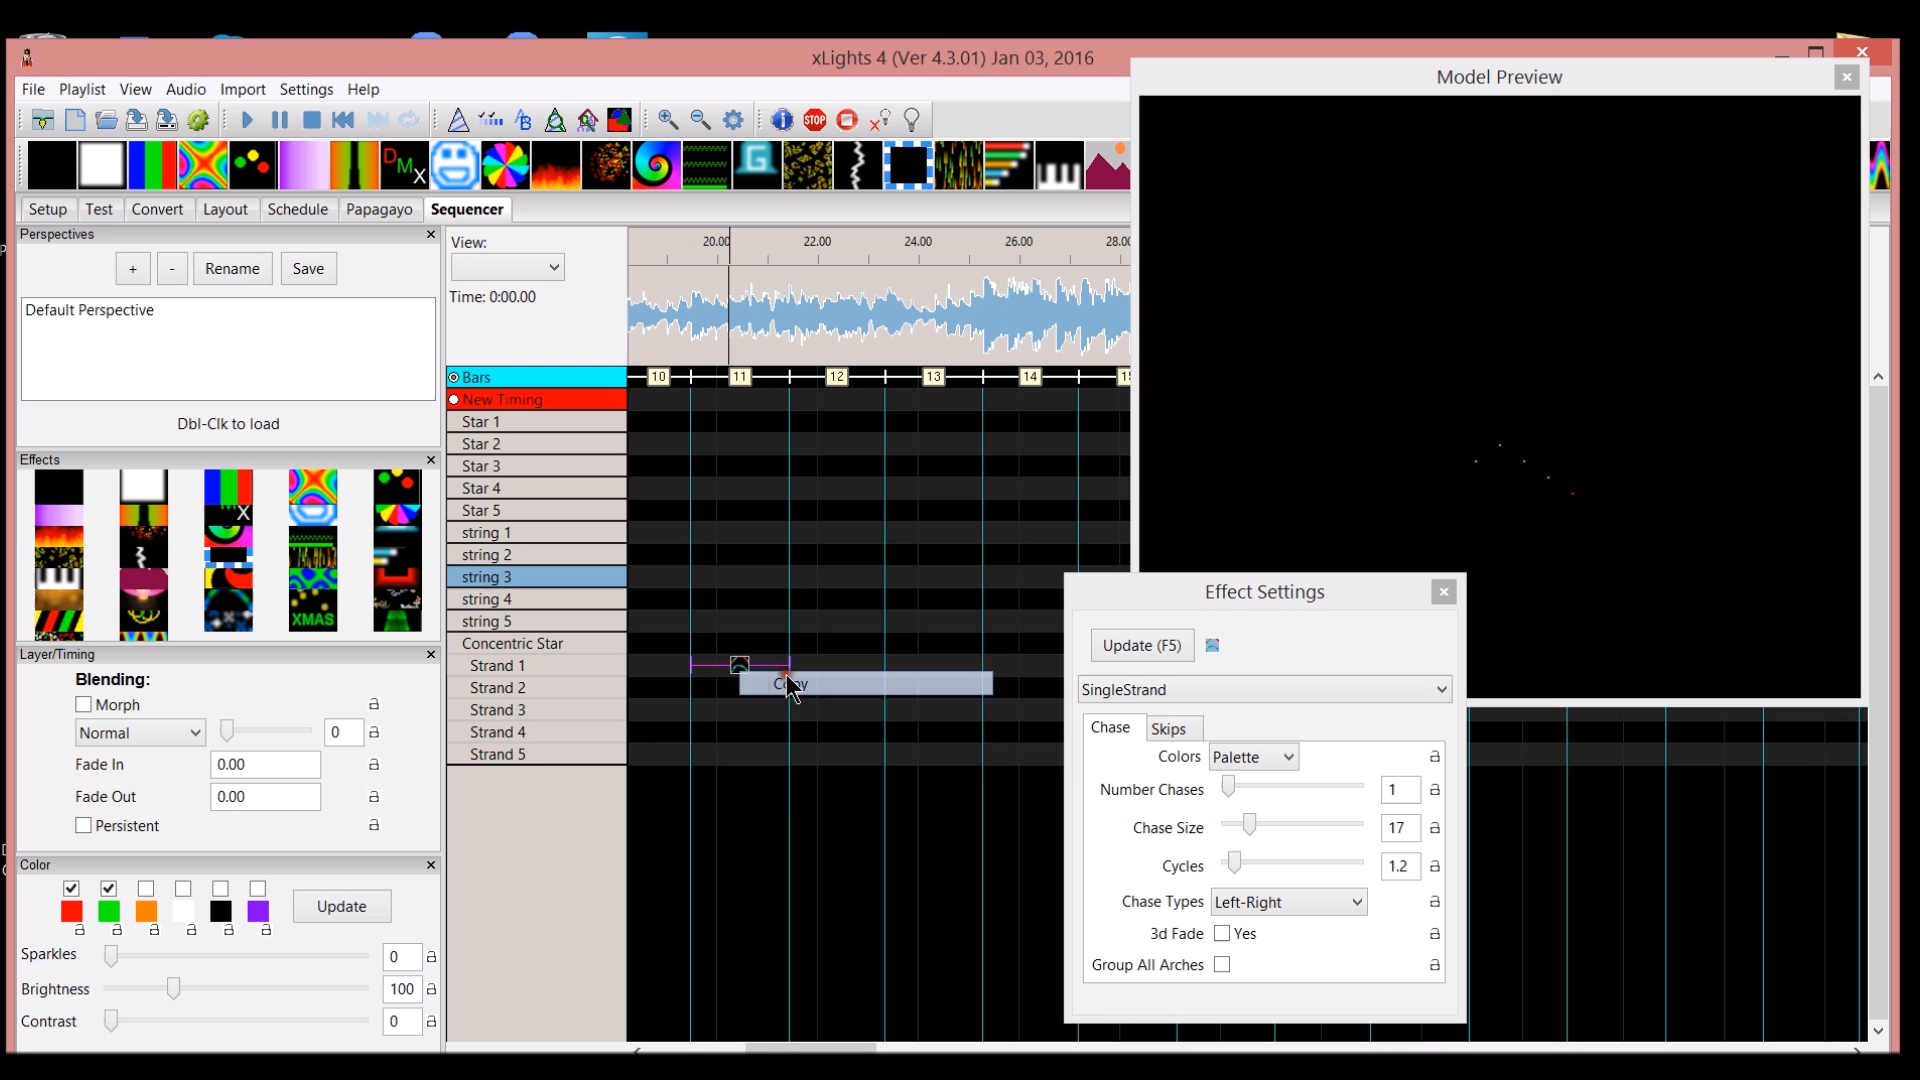 xLights 4 (Ver 4.3.01) Jan 03, 2016
Model Preview
File Playlist View Audio Import Settings Help
Setup Test Convert Layout Schedule Papagayo Sequencer
Perspectives
+ - Rename Save
Default Perspective
Dbl-Clk to load
View:
Time: 0:00.00
20.00 22.00 24.00 26.00 28.00
Bars
10 11 12 13 14
New Timing
Star 1
Star 2
Star 3
Star 4
Star 5
string 1
string 2
string 3
string 4
string 5
Concentric Star
Strand 1
Strand 2
Strand 3
Strand 4
Strand 5
Copy
Effects
XMAS
Layer/Timing
Blending:
Morph
Normal 0
Fade In 0.00
Fade Out 0.00
Persistent
Color
Update
Sparkles 0
Brightness 100
Contrast 0
Effect Settings
Update (F5)
SingleStrand
Chase Skips
Colors Palette
Number Chases 1
Chase Size 17
Cycles 1.2
Chase Types Left-Right
3d Fade Yes
Group All Arches